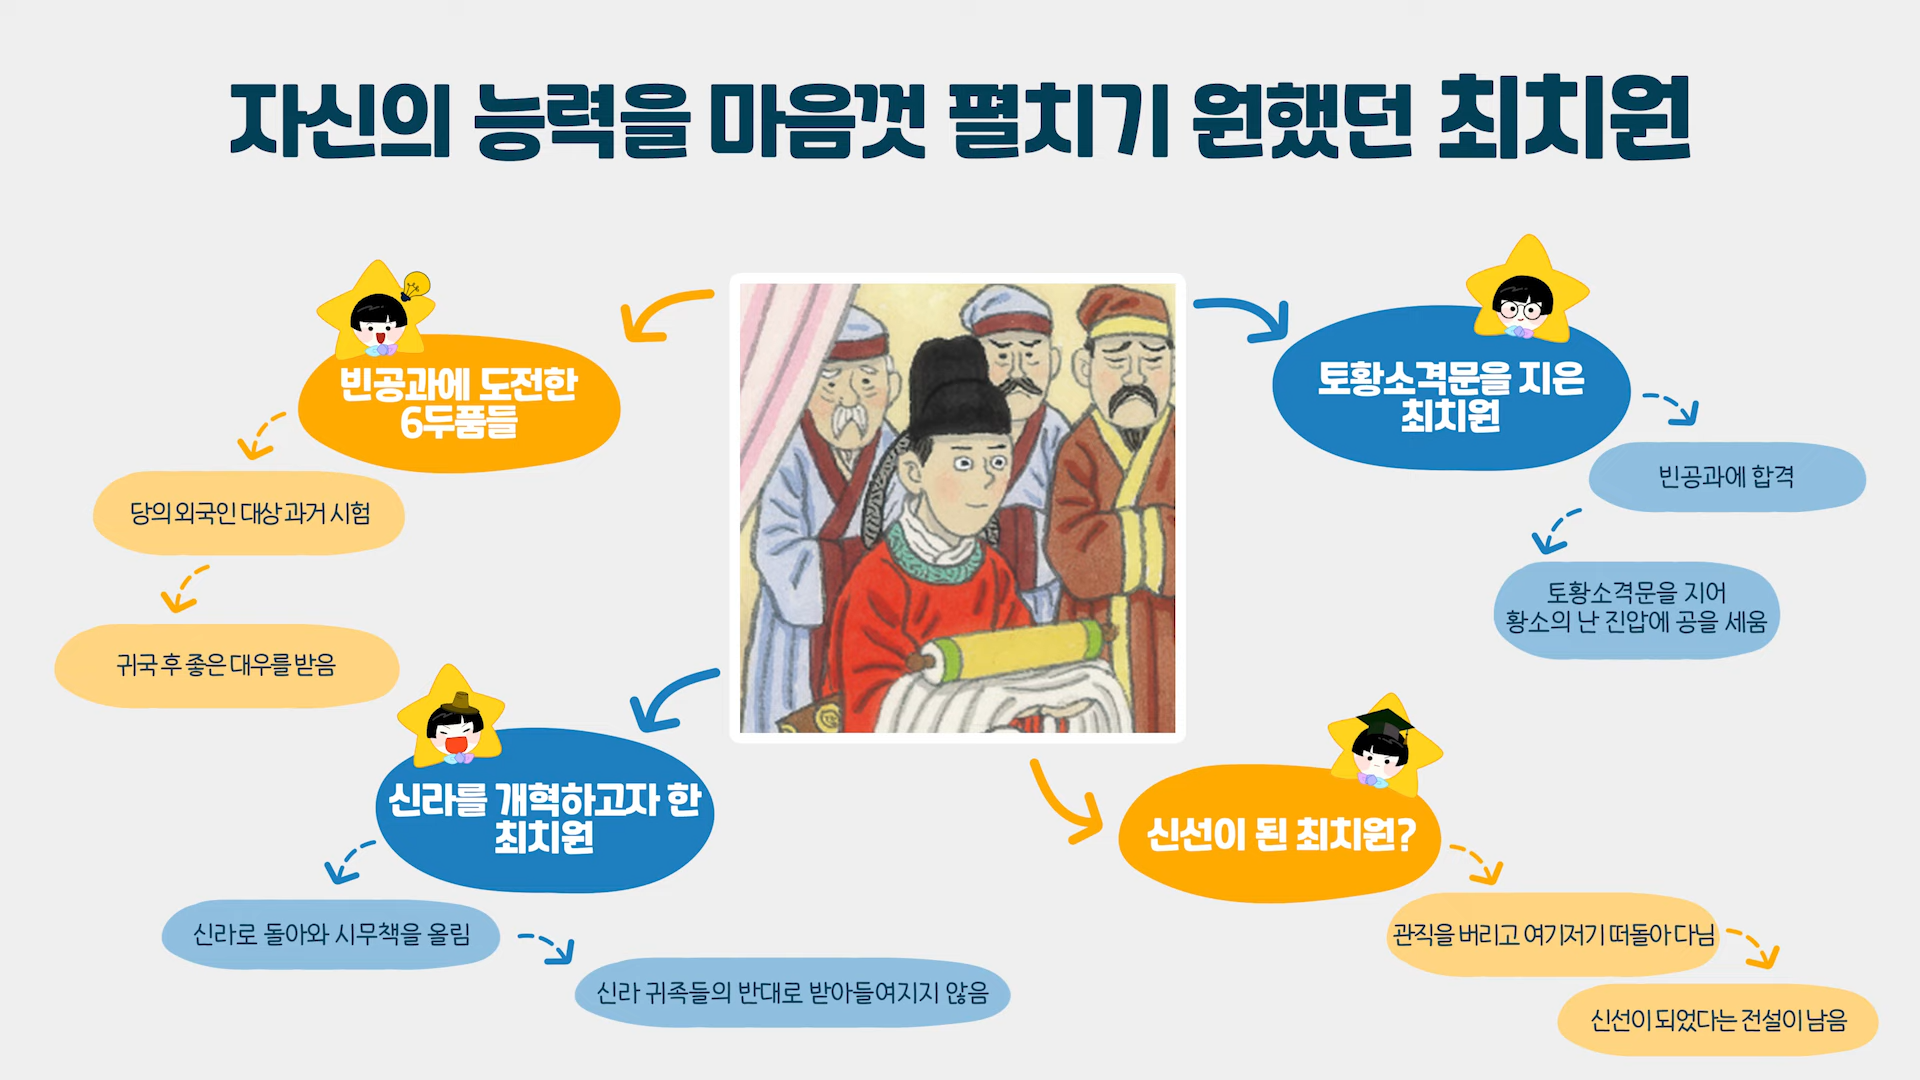 자신의 능력을 마음껏 펼치기 원했던 최치원
빈공과에 도전한
6두품들
당의 외국인 대상 과거 시험
귀국 후 좋은 대우를 받음
토황소격문을 지은
최치원
빈공과에 합격
토황소격문을 지어
황소의 난 진압에 공을 세움
신라를 개혁하고자 한
최치원
신라로 돌아와 시무책을 올림
신라 귀족들의 반대로 받아들여지지 않음
신선이 된 최치원?
관직을 버리고 여기저기 떠돌아 다님
신선이 되었다는 전설이 남음